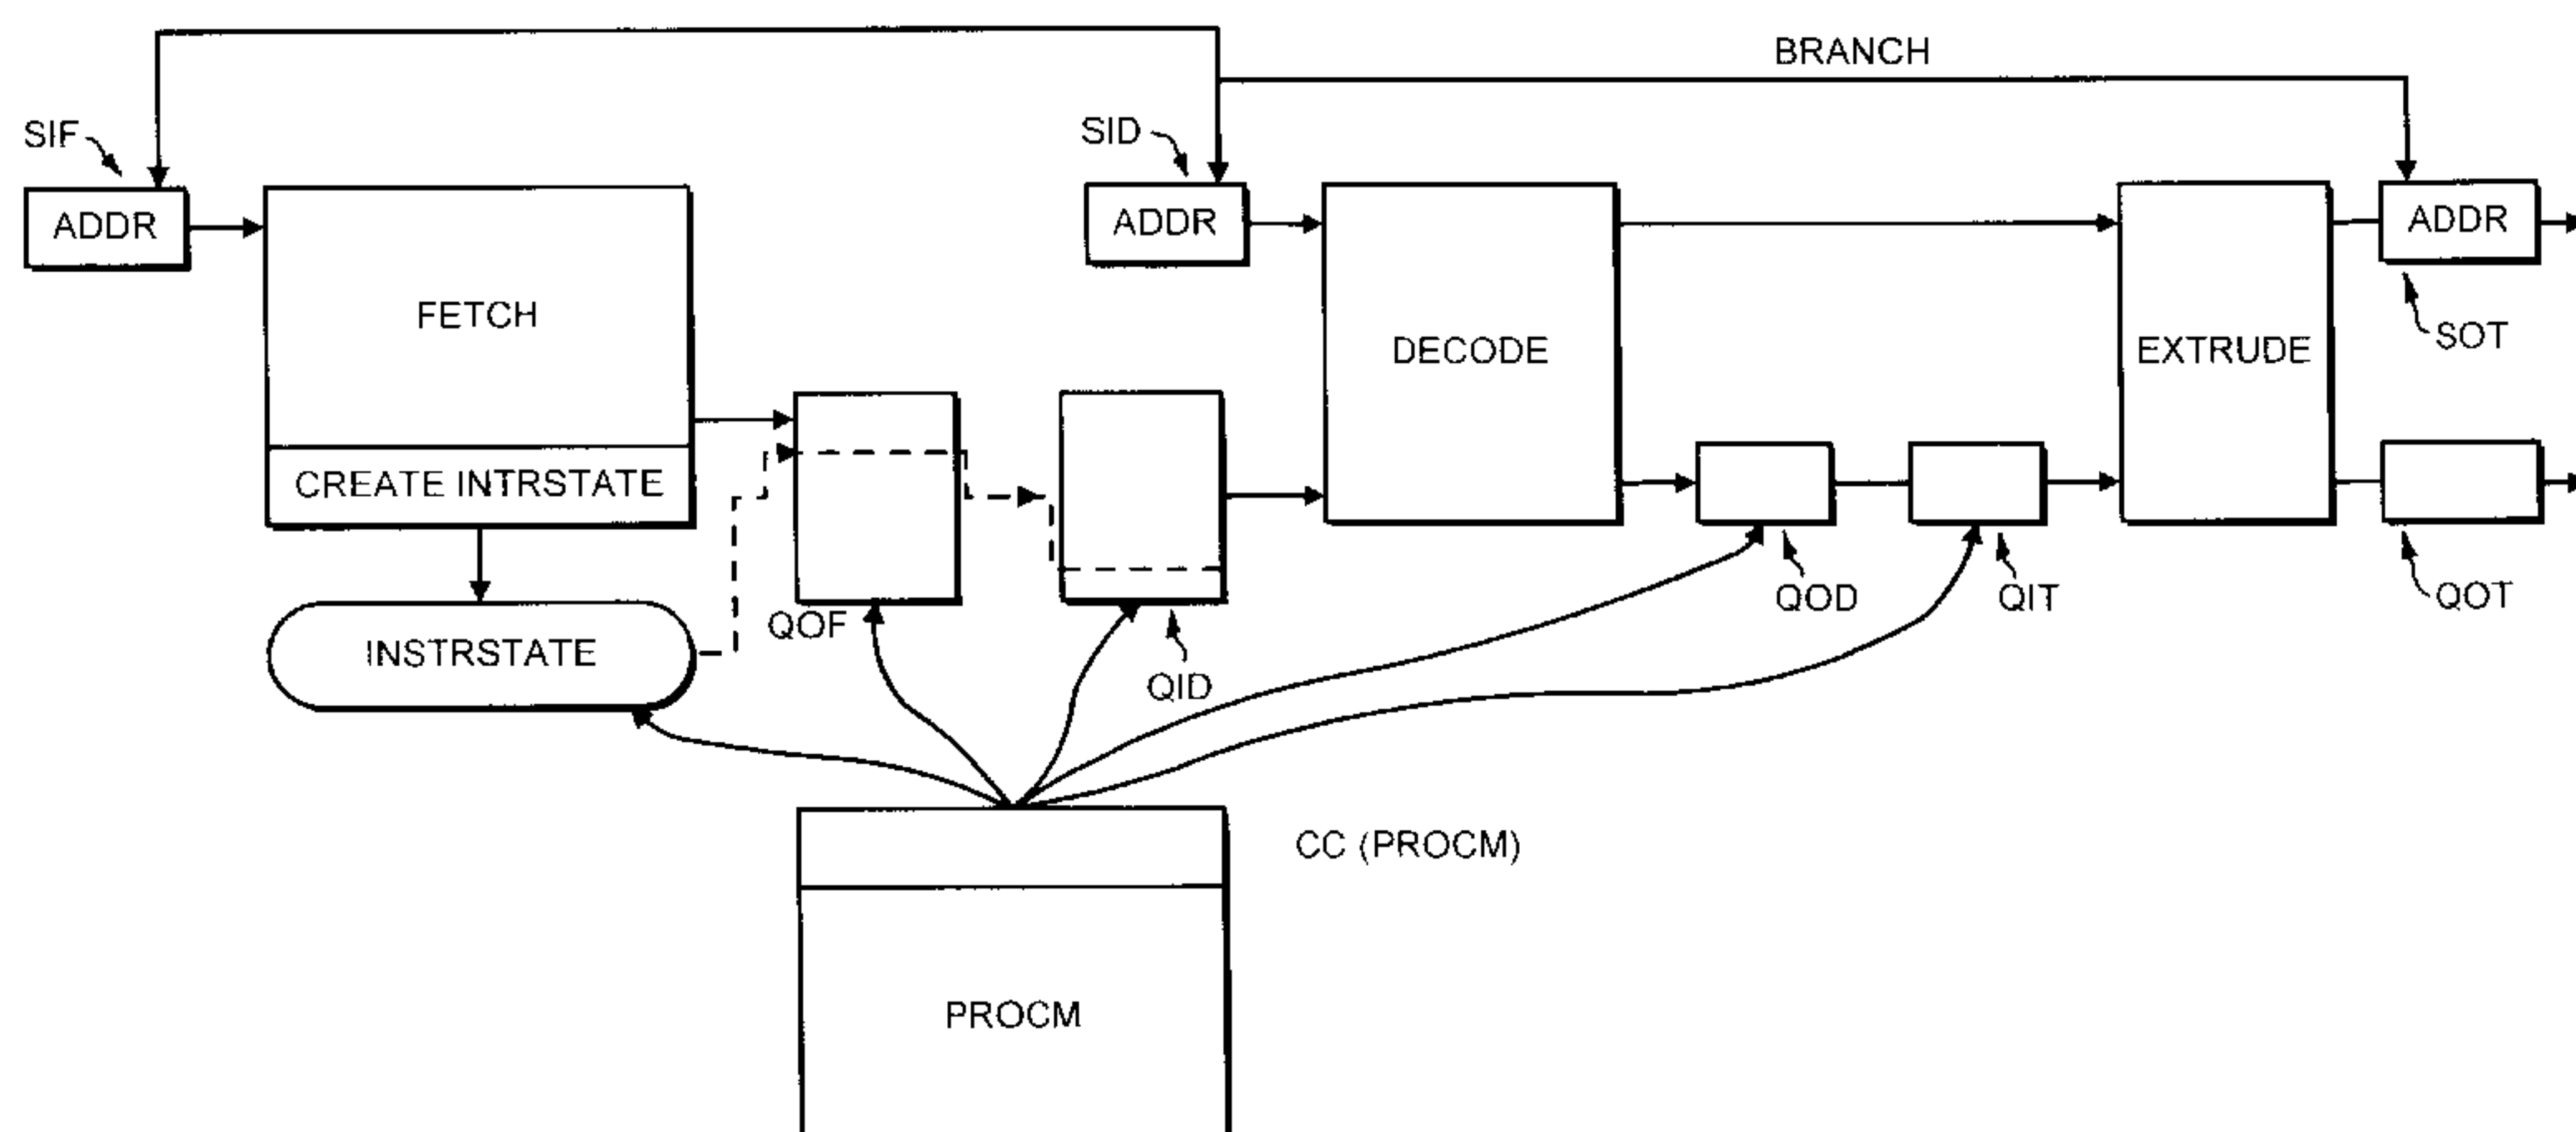 BRANCH
SIF
SID
ADDR
ADDR
ADDR
FETCH
SOT
DECODE
EXTRUDE
CREATE INTRSTATE
QOF
QOD
QIT
QOT
INSTRSTATE
QID
CC (PROCM)
PROCM